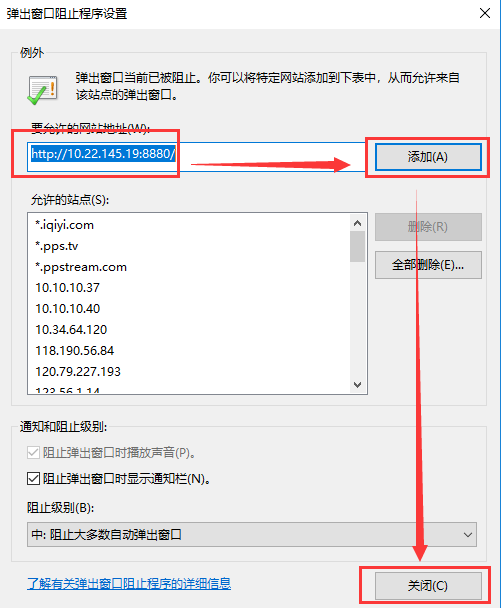 弹出窗口阻止程序设置
例外
弹出窗口当前已被阻止。你可以将特定网站添加到下表中，从而允许来自
该站点的弹出窗口。
要允许的网站地址(W):
http://10.22.145.19:8880/
添加(A)
允许的站点(S):
*.iqiyi.com
*.pps.tv
*.ppstream.com
10.10.10.37
10.10.10.40
10.34.64.120
118.190.56.84
120.79.227.193
123.56.1.14
删除(R)
全部删除(E)...
通知和阻止级别:
阻止弹出窗口时播放声音(P)。
阻止弹出窗口时显示通知栏(N)。
阻止级别(B):
中: 阻止大多数自动弹出窗口
了解有关弹出窗口阻止程序的详细信息
关闭(C)